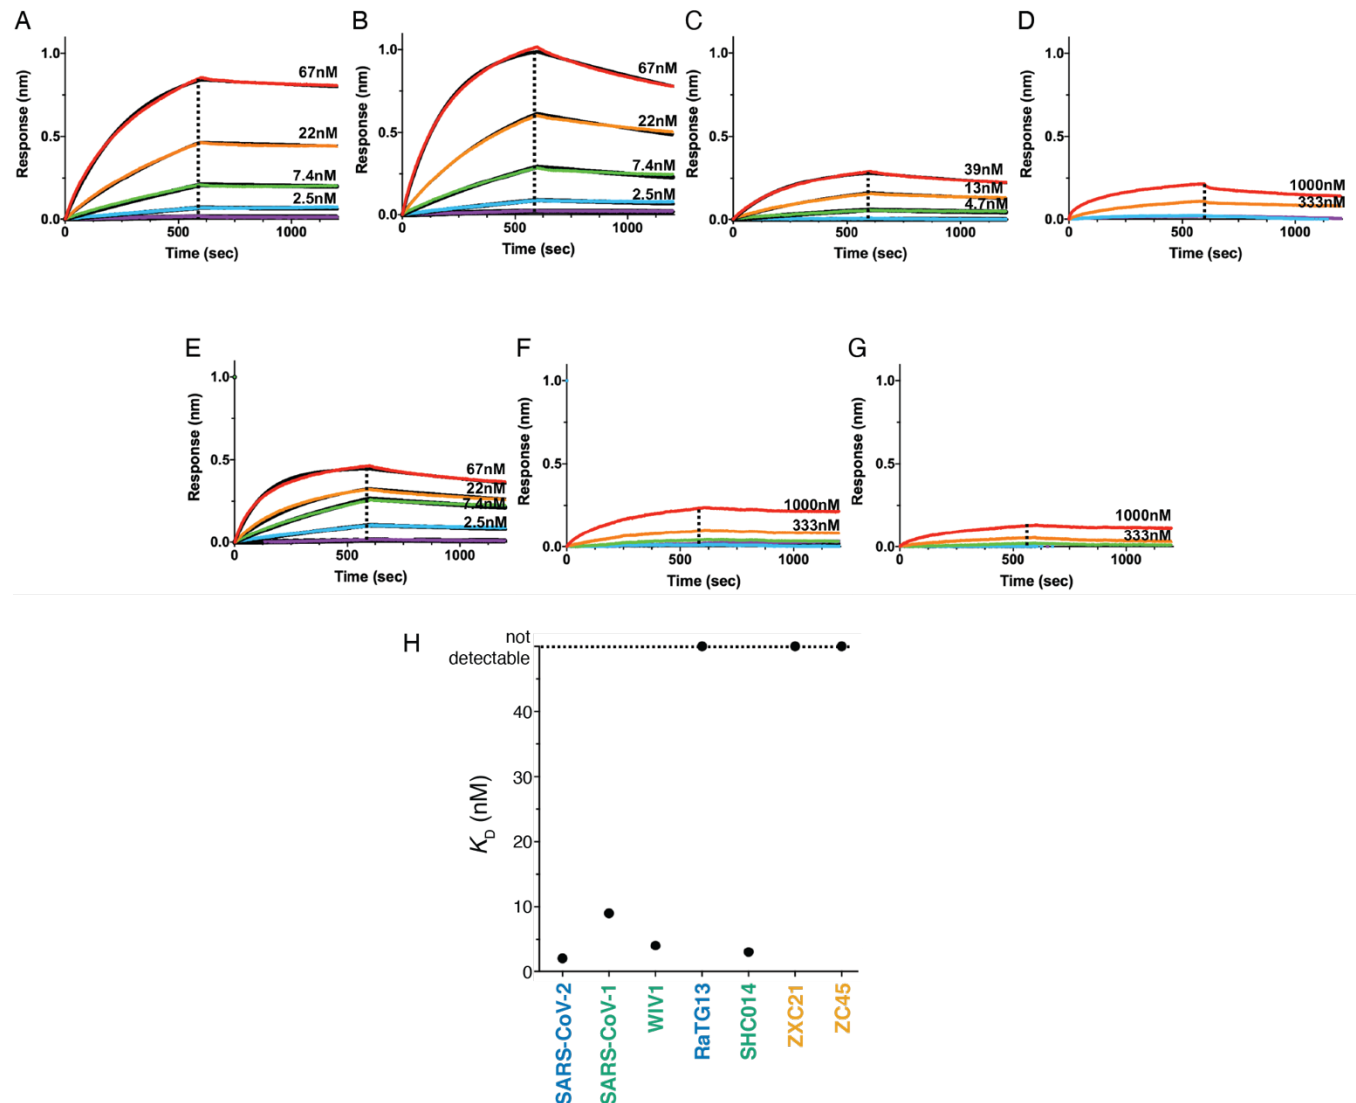 A
B
C
D
1.0
0.5
0.0
Response (nm)
67nM
22nM
7.4nM
2.5nM
0
500
1000
Time (sec)
1.0
0.5
0.0
Response (nm)
67nM
22nM
7.4nM
2.5nM
0
500
1000
Time (sec)
1.0
0.5
0.0
Response (nm)
39nM
13nM
4.7nM
0
500
1000
Time (sec)
1.0
0.5
0.0
Response (nm)
1000nM
333nM
0
500
1000
Time (sec)
E
F
G
1.0
0.5
0.0
Response (nm)
67nM
22nM
7.4nM
2.5nM
0
500
1000
Time (sec)
1.0
0.5
0.0
Response (nm)
1000nM
333nM
0
500
1000
Time (sec)
1.0
0.5
0.0
Response (nm)
1000nM
333nM
0
500
1000
Time (sec)
H
not
detectable
40
30
20
10
0
KD (nM)
SARS-CoV-2
SARS-CoV-1
WIV1
RaTG13
SHC014
ZXC21
ZC45